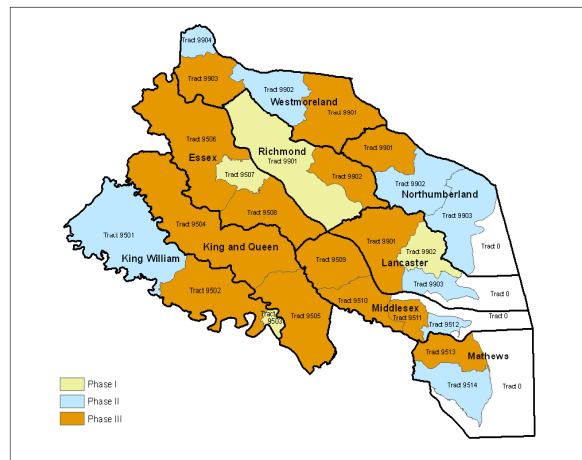 Tract 9904
Tract 9903
Tract 9902
Westmoreland
Tract 9901
Tract 9506
Essex
Tract 9507
Tract 9508
Richmond
Tract 9901
Tract 9902
Tract 9901
Tract 9902
Northumberland
Tract 9903
Tract 0
Tract 9501
King William
Tract 9502
Tract
9503
Tract 9504
King and Queen
Tract 9505
Tract 9901
Tract 9902
Lancaster
Tract 9903
Tract 0
Tract 9509
Tract 9510
Middlesex
Tract
9511
Tract 9512
Tract 0
Tract 9513
Mathews
Tract 9514
Tract 0
Phase I
Phase II
Phase III